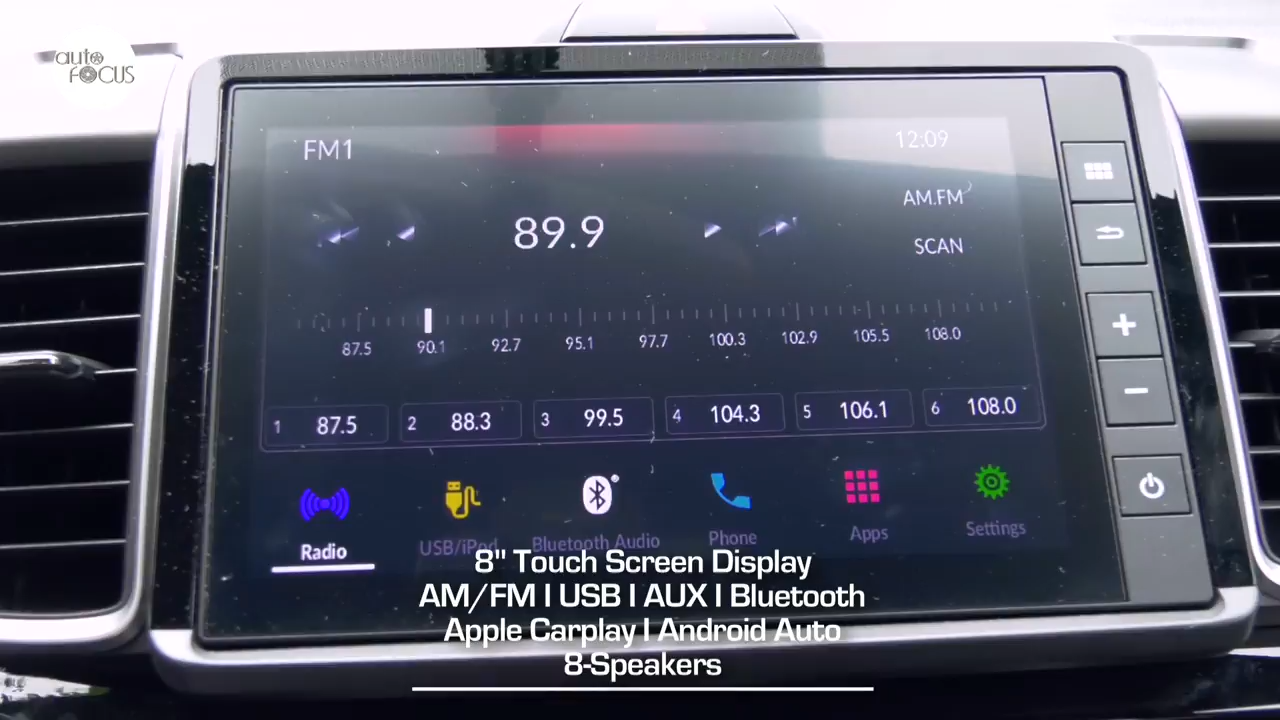 auto
FOCUS
FM1
12:09
AM.FM
89.9
SCAN
87.5 90.1 92.7 95.1 97.7 100.3 102.9 105.5 108.0
1 87.5 2 88.3 3 99.5 4 104.3 5 106.1 6 108.0
Radio USB/iPod Bluetooth Audio Phone Apps Settings
8" Touch Screen Display
AM/FM | USB | AUX | Bluetooth
Apple Carplay | Android Auto
8-Speakers